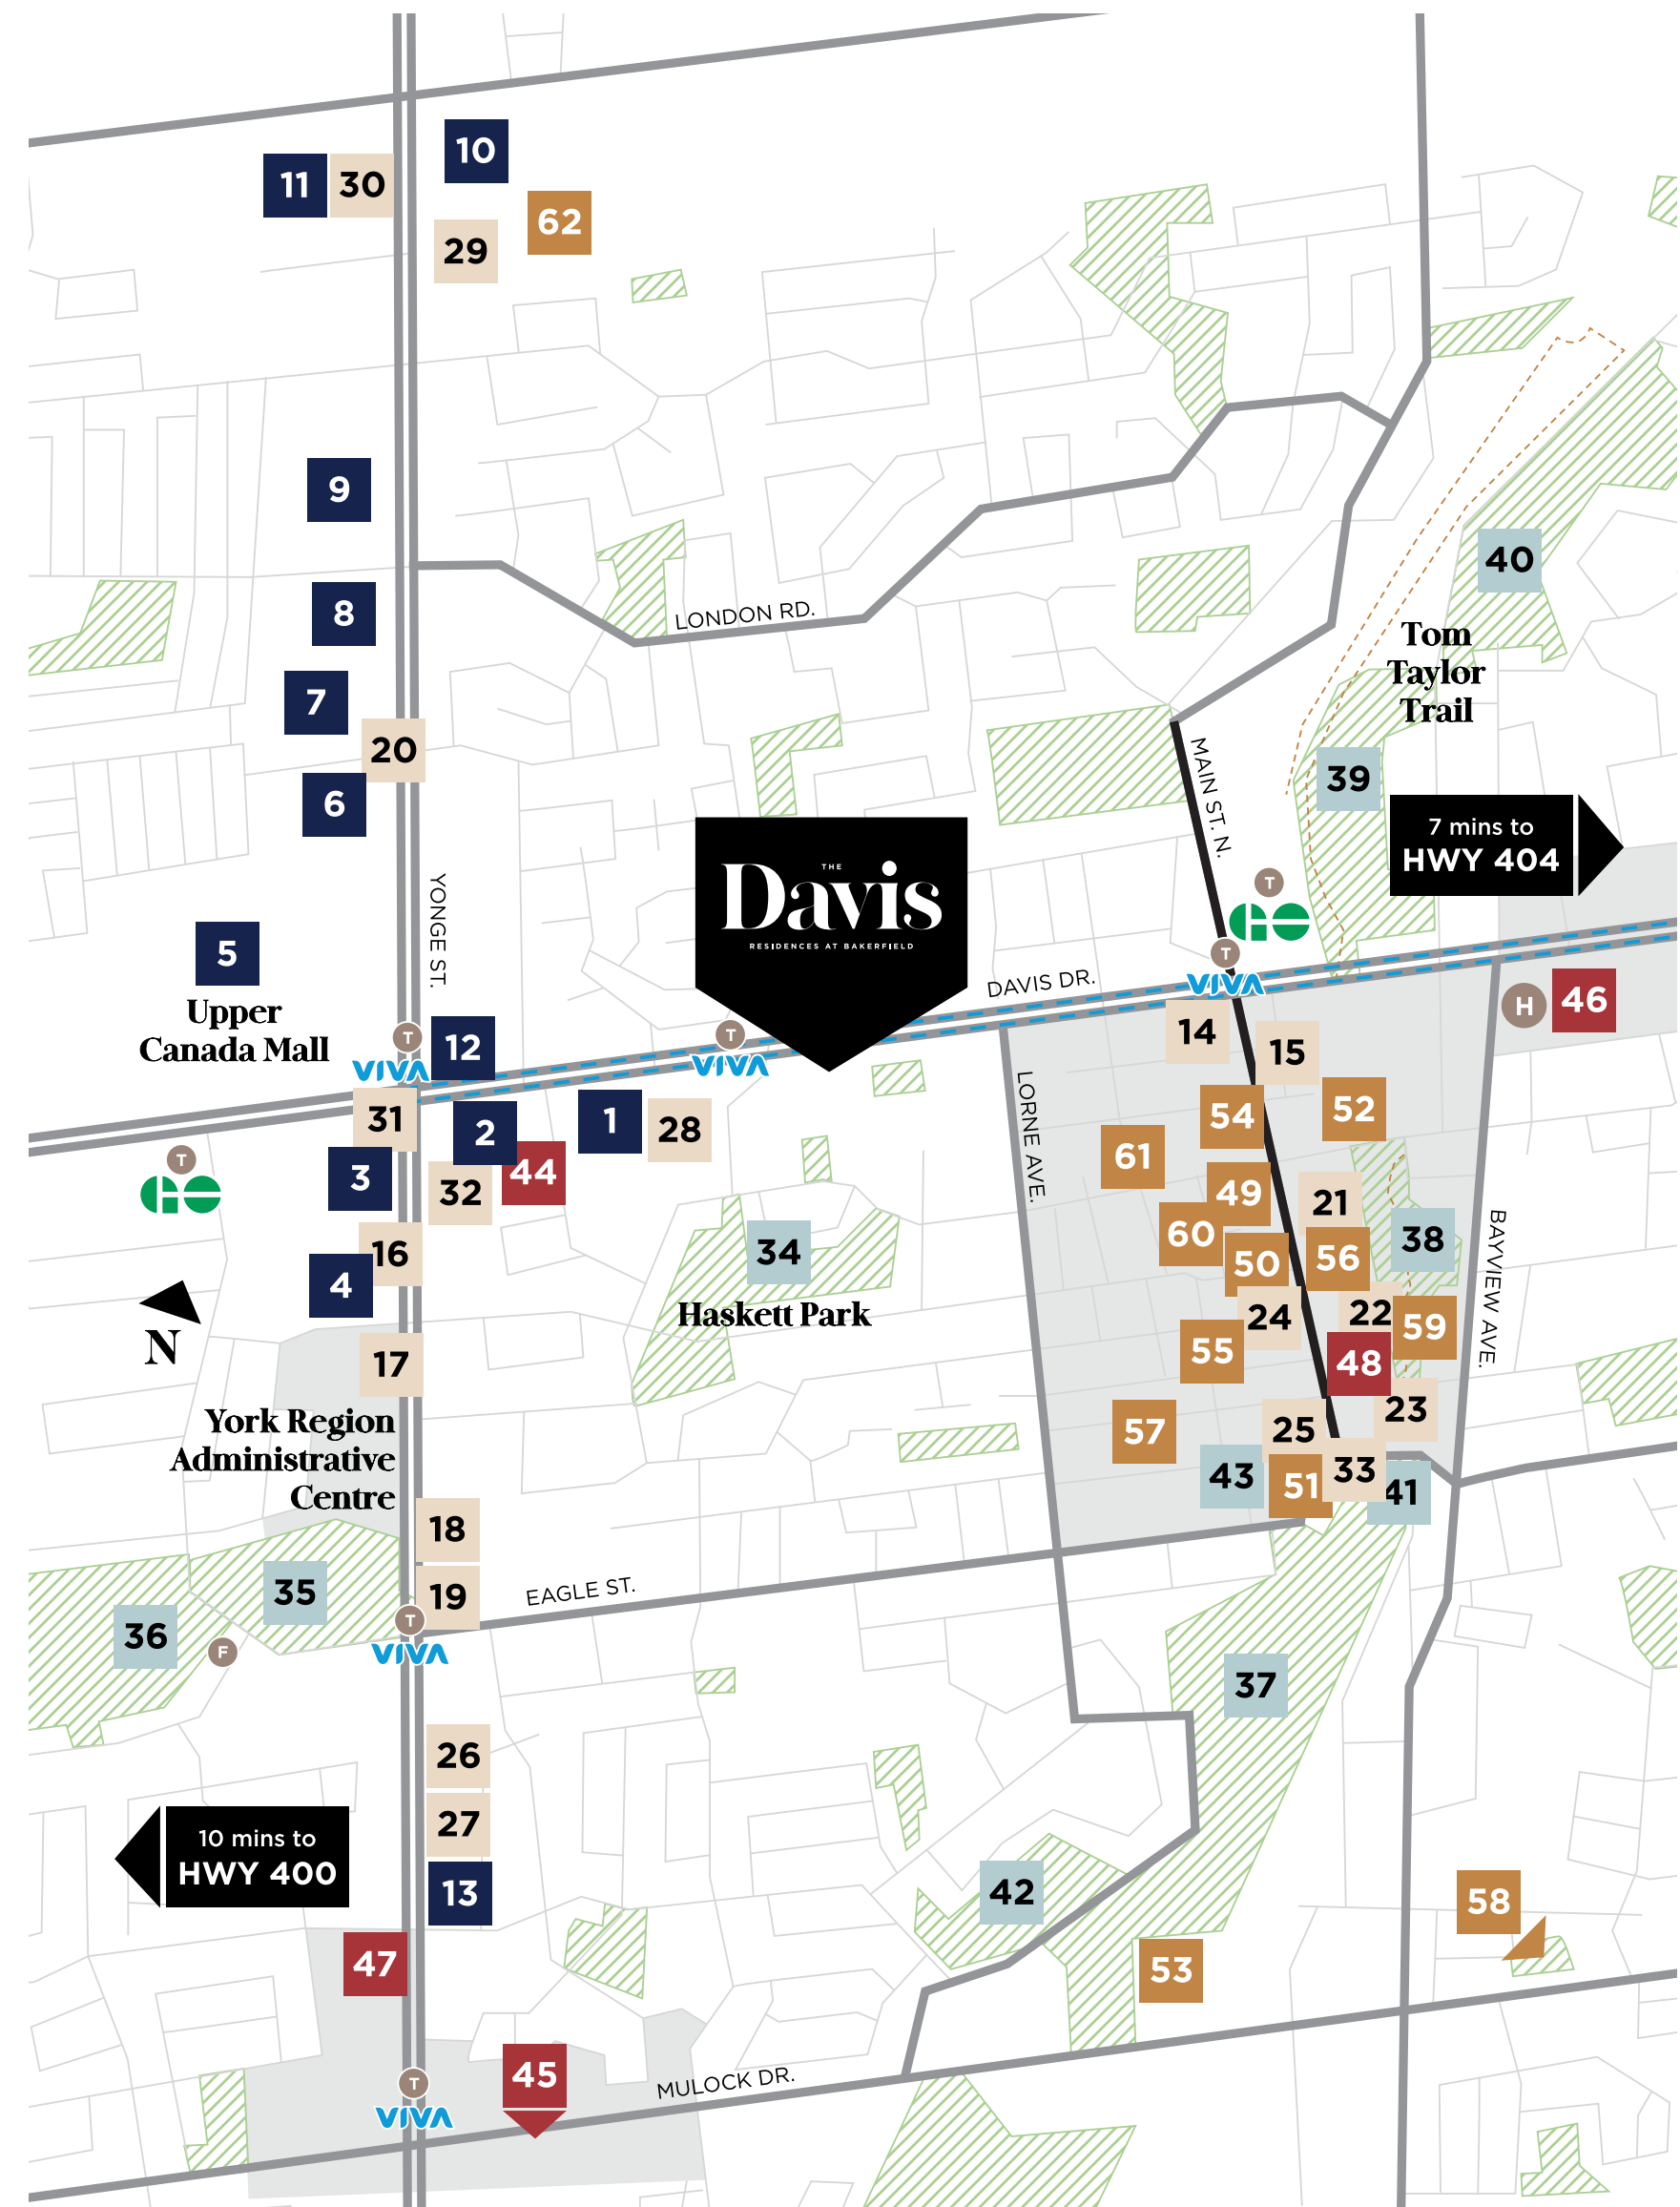 10
11 30
62
29
9
40
8
LONDON RD.
Tom
Taylor
Trail
7
20
MAIN ST. N.
39
6
7 mins to
HWY 404
THE
Davis
RESIDENCES AT BAKERFIELD
YONGE ST.
T
GO
5
T
VIVA
DAVIS DR.
H 46
Upper
Canada Mall
T
VIVA
12
T
VIVA
14
15
31
2
1
28
LORNE AVE.
54
52
T
GO
3
32
44
61
49
21
60
38
BAYVIEW AVE.
16
4
34
50
56
N
Haskett Park
24
22
59
17
55
48
York Region
Administrative
Centre
23
57
25
43
51
33
41
18
35
19
EAGLE ST.
36
F
T
VIVA
37
26
27
10 mins to
HWY 400
13
42
58
47
53
45
T
VIVA
MULOCK DR.